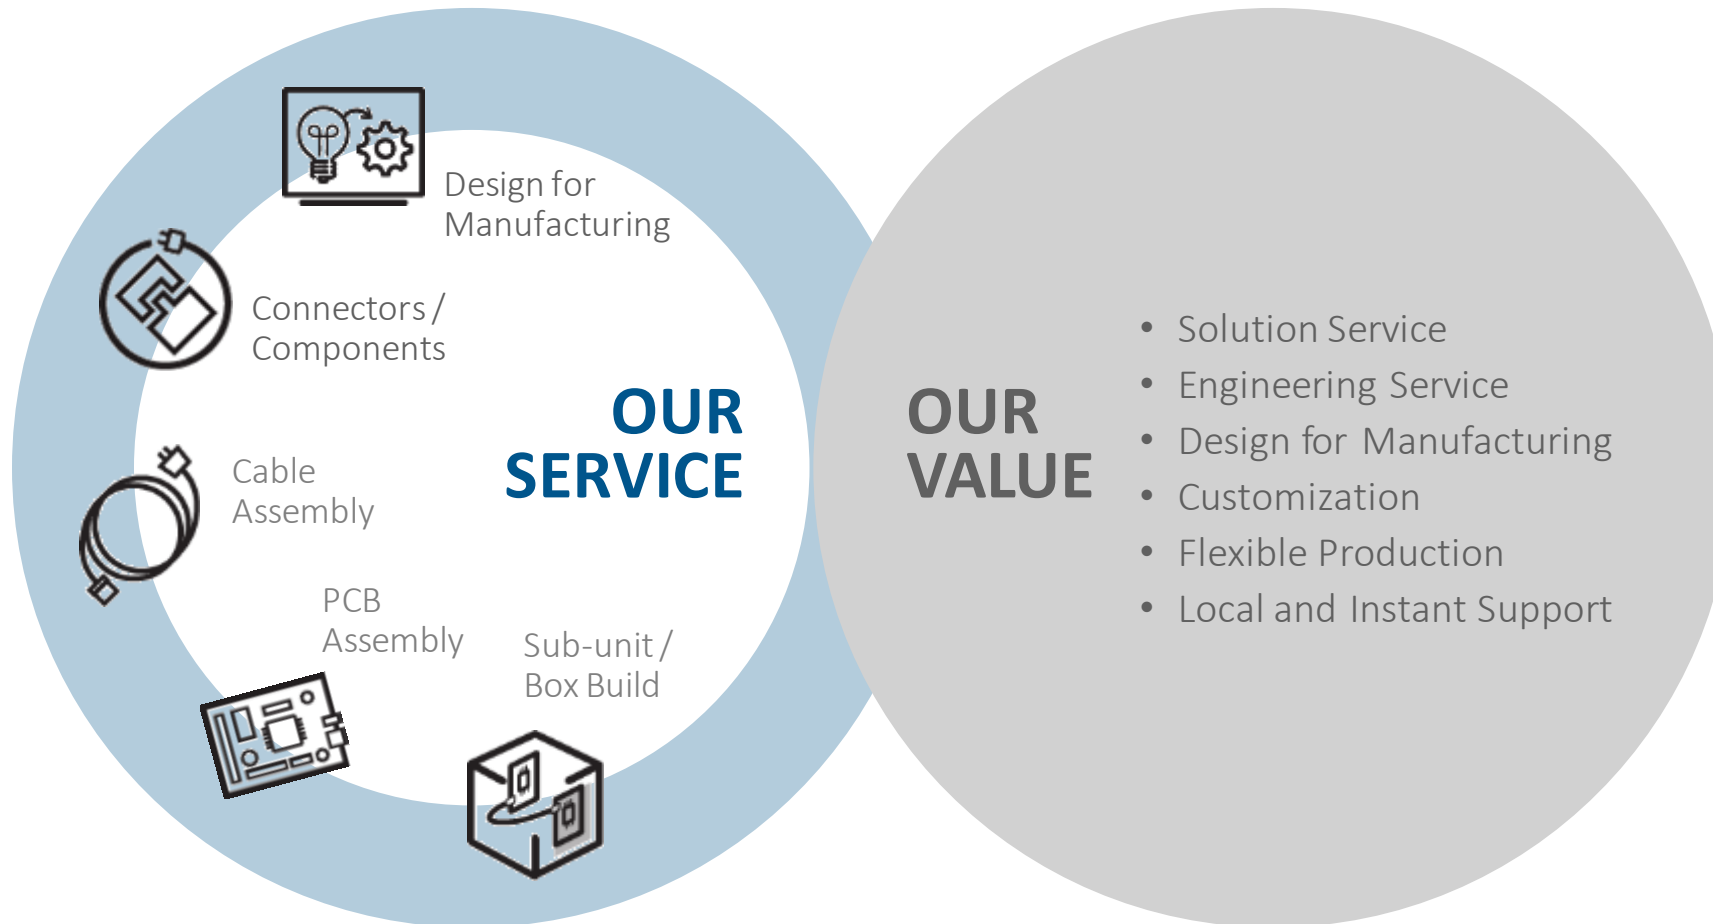 Design for
Manufacturing
Connectors /
Components
Cable
Assembly
PCB
Assembly
Sub-unit /
Box Build
OUR
SERVICE
OUR
VALUE
• Solution Service
• Engineering Service
• Design for Manufacturing
• Customization
• Flexible Production
• Local and Instant Support